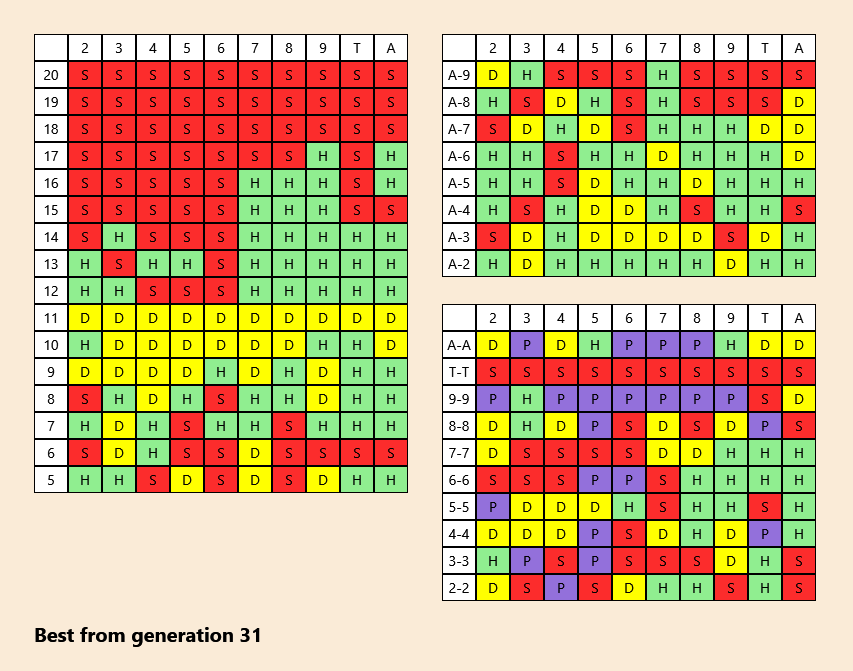 2 3 4 5 6 7 8 9 T A
20 S S S S S S S S S S
19 S S S S S S S S S S
18 S S S S S S S S S S
17 S S S S S S S H S H
16 S S S S S H H H S H
15 S S S S S H H H S S
14 S H S S S H H H H H
13 H S H H S H H H H H
12 H H S S S H H H H H
11 D D D D D D D D D D
10 H D D D D D D H H D
9 D D D D H D H D H H
8 S H D H S H H D H H
7 H D H S H H S H H H
6 S D H S S D S S S S
5 H H S D S D S D H H
2 3 4 5 6 7 8 9 T A
A-9 D H S S S H S S S S
A-8 H S D H S H S S S D
A-7 S D H D S H H H D D
A-6 H H S H H D H H H D
A-5 H H S D H H D H H H
A-4 H S H D D H S H H S
A-3 S D H D D D D S D H
A-2 H D H H H H H D H H
2 3 4 5 6 7 8 9 T A
A-A D P D H P P P H D D
T-T S S S S S S S S S S
9-9 P H P P P P P P S D
8-8 D H D P S D S D P S
7-7 D S S S S D D H H H
6-6 S S S P P S H H H H
5-5 P D D D H S H H S H
4-4 D D D P S D H D P H
3-3 H P S P S S S D H S
2-2 D S P S D H H S H S
Best from generation 31